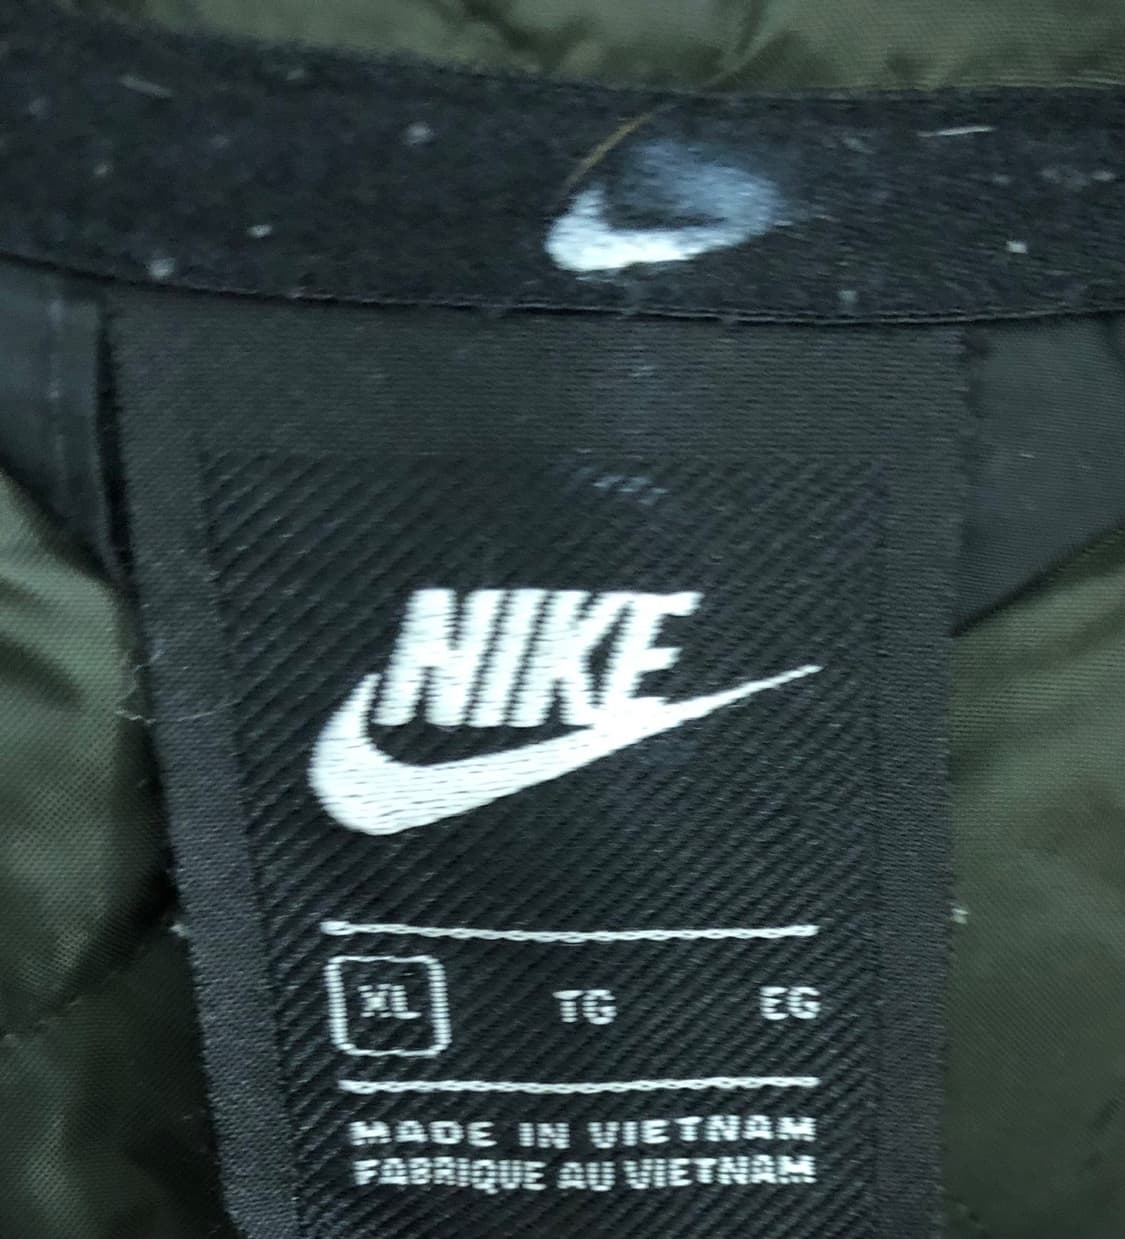 NIKE
XL TG EG
MADE IN VIETNAM
FABRIQUE AU VIETNAM